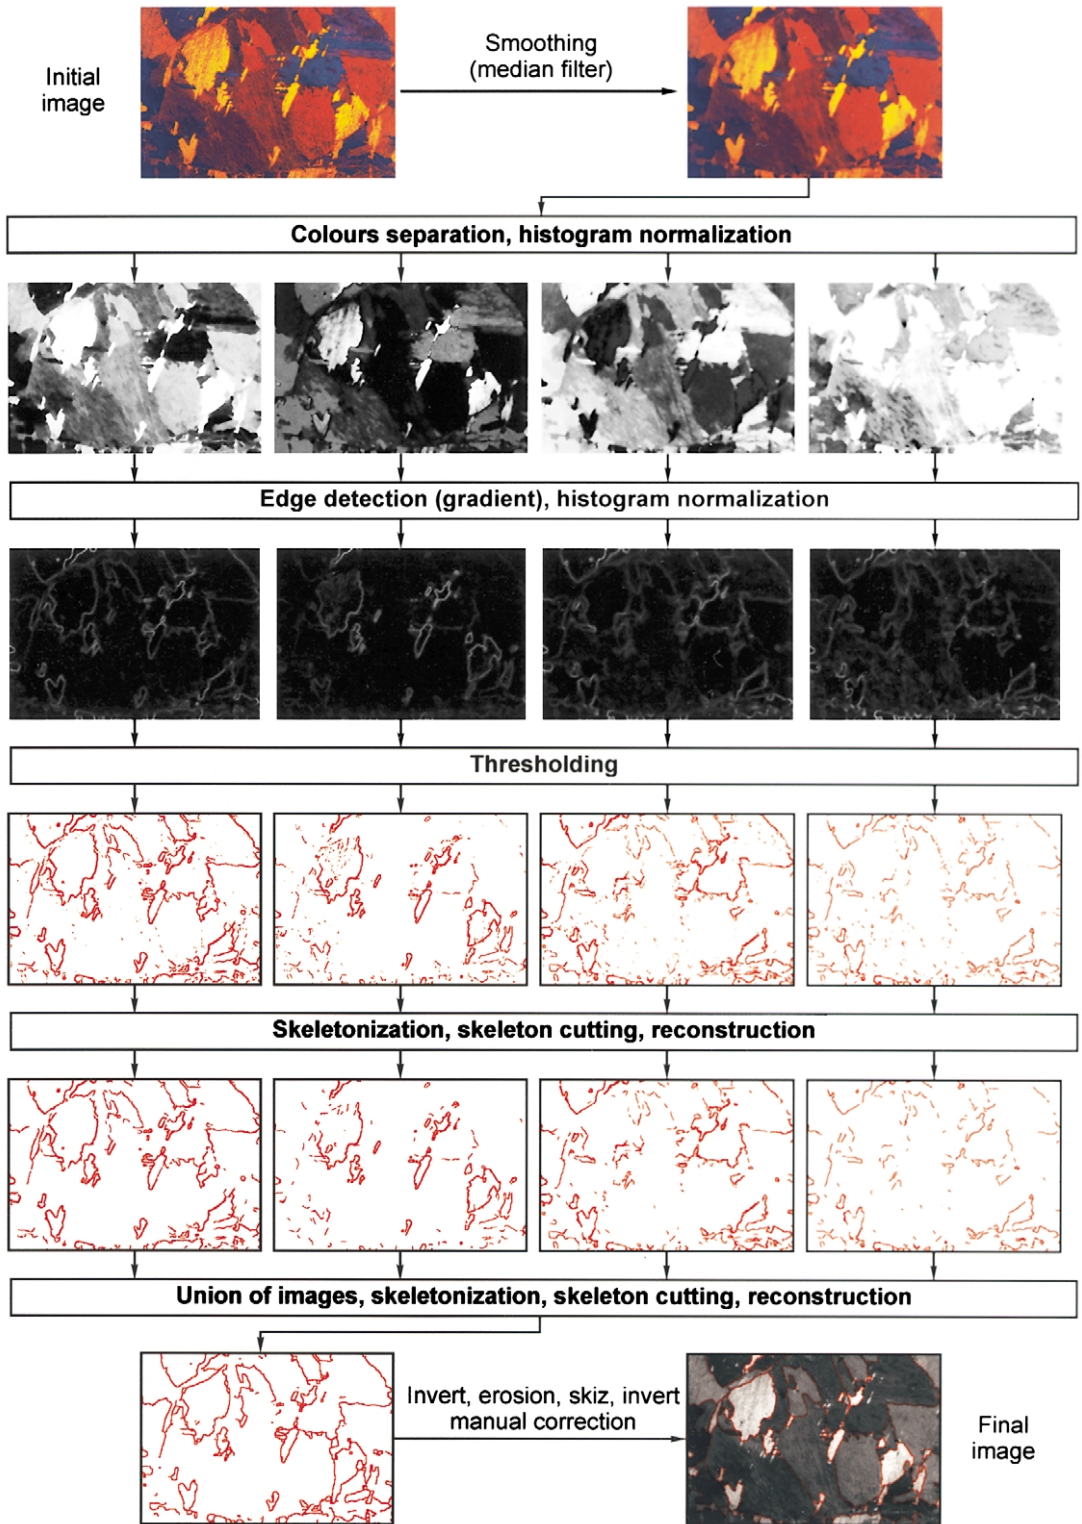 Initial
image
Smoothing
(median filter)
Colours separation, histogram normalization
Edge detection (gradient), histogram normalization
Thresholding
Skeletonization, skeleton cutting, reconstruction
Union of images, skeletonization, skeleton cutting, reconstruction
Invert, erosion, skiz, invert
manual correction
Final
image